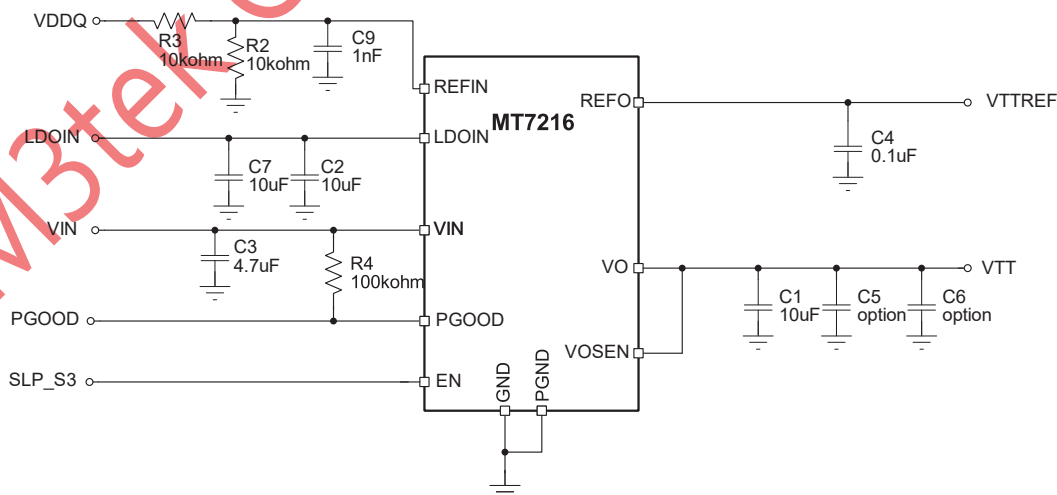 VDDQ
R3
10kohm
R2
10kohm
C9
1nF
REFIN
MT7216
REFO
VTTREF
C4
0.1uF
LDOIN
LDOIN
C7
10uF
C2
10uF
VIN
VIN
C3
4.7uF
R4
100kohm
VO
VTT
C1
10uF
C5
option
C6
option
PGOOD
PGOOD
VOSEN
SLP_S3
EN
GND
PGND
M3tek